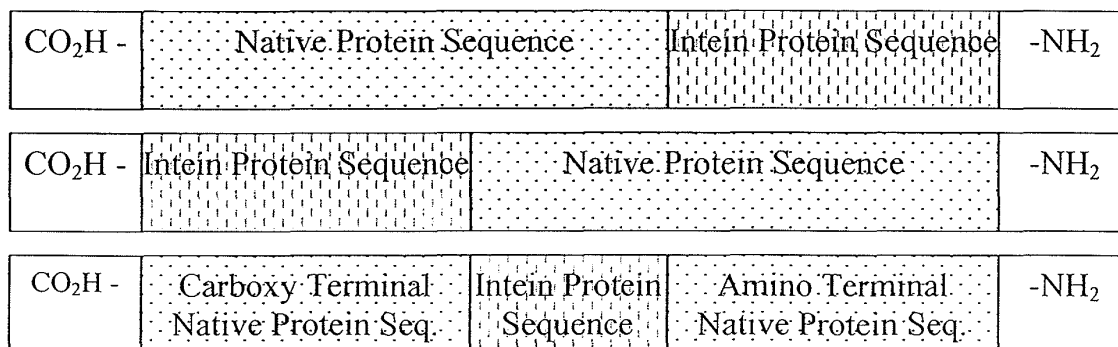 CO₂H - Native Protein Sequence Intein Protein Sequence -NH₂
CO₂H - Intein Protein Sequence Native Protein Sequence -NH₂
CO₂H - Carboxy Terminal Intein Protein Amino Terminal -NH₂
Native Protein Seq. Sequence Native Protein Seq.